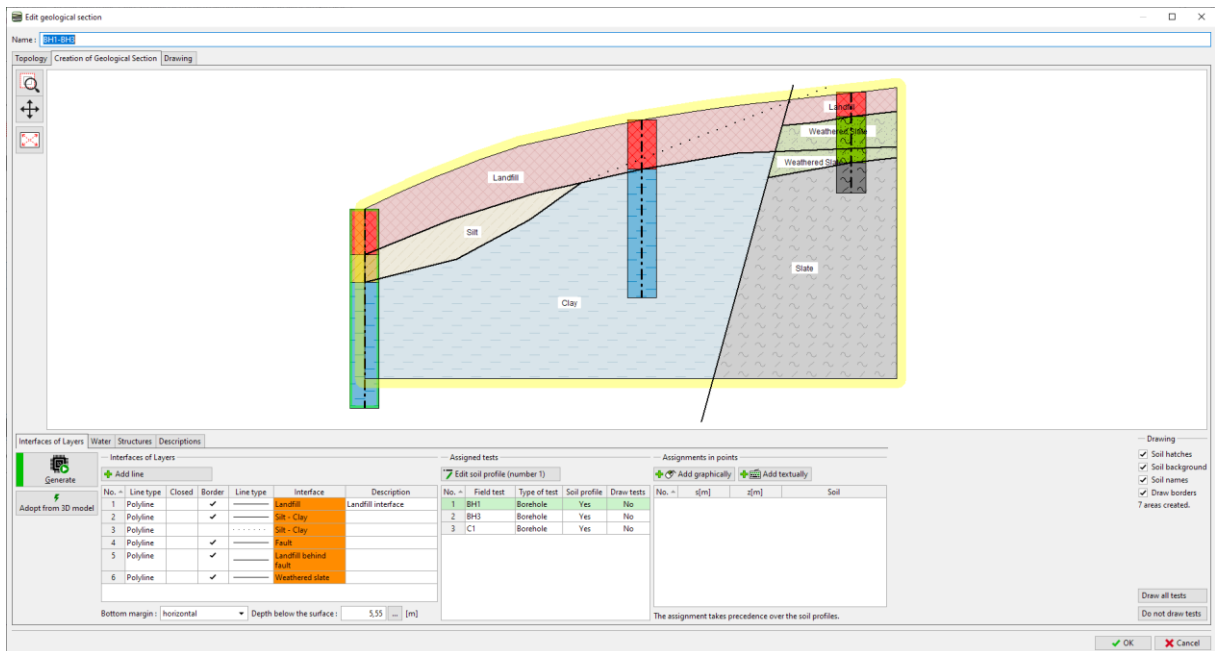 Edit geological section
Name : BH1-BH3
Topology Creation of Geological Section Drawing
Landfill
Weathered Slate
Weathered Slate
Landfill
Silt
Slate
Clay
Interfaces of Layers Water Structures Descriptions
Generate
Adopt from 3D model
Interfaces of Layers
Add line
No. Line type Closed Border Line type Interface Description
1 Polyline Landfill Landfill interface
2 Polyline Silt - Clay
3 Polyline Silt - Clay
4 Polyline Fault
5 Polyline Landfill behind
fault
6 Polyline Weathered slate
Bottom margin : horizontal Depth below the surface : 5,55 ... [m]
Assigned tests
Edit soil profile (number 1)
No. Field test Type of test Soil profile Draw tests
1 BH1 Borehole Yes No
2 BH3 Borehole Yes No
3 C1 Borehole Yes No
Assignments in points
Add graphically Add textually
No. s[m] z[m] Soil
The assignment takes precedence over the soil profiles.
Drawing
Soil hatches
Soil background
Soil names
Draw borders
7 areas created.
Draw all tests
Do not draw tests
OK Cancel